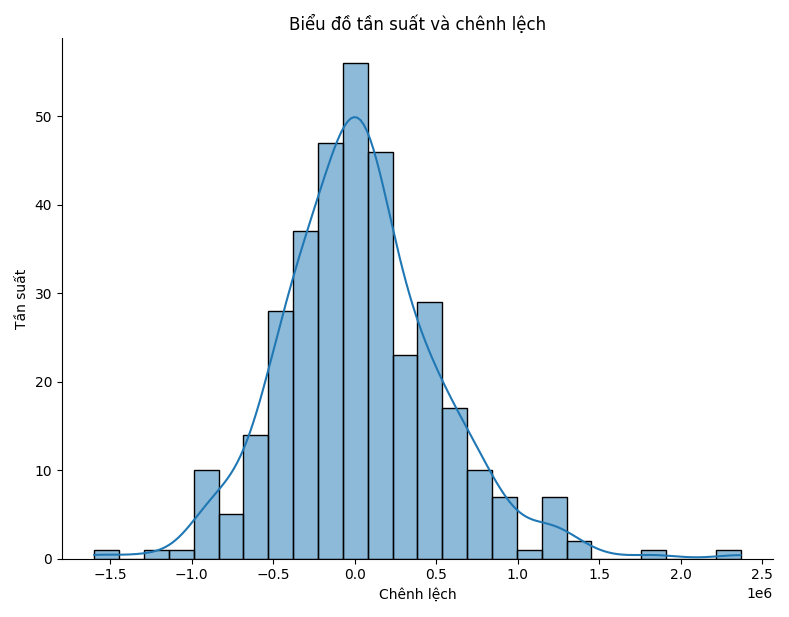 Biểu đồ tần suất và chênh lệch
Tần suất
50
40
30
20
10
0
−1.5 −1.0 −0.5 0.0 0.5 1.0 1.5 2.0 2.5
1e6
Chênh lệch